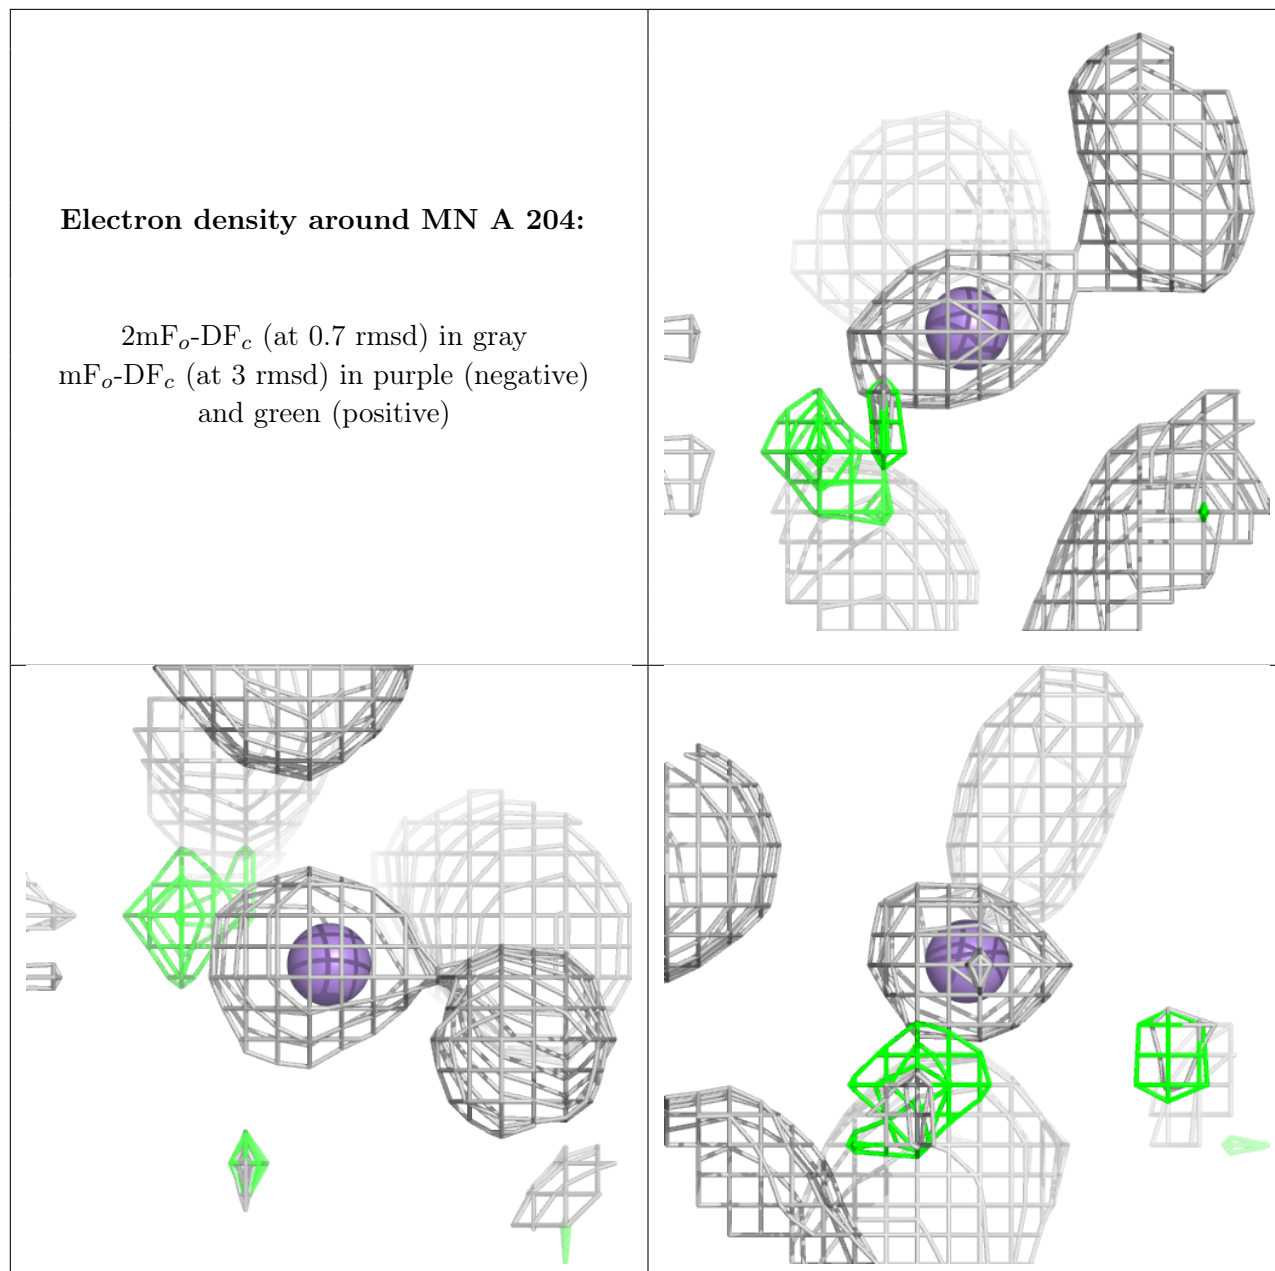 Electron density around MN A 204:
2mFₒ-DF𝒸 (at 0.7 rmsd) in gray
mFₒ-DF𝒸 (at 3 rmsd) in purple (negative)
and green (positive)